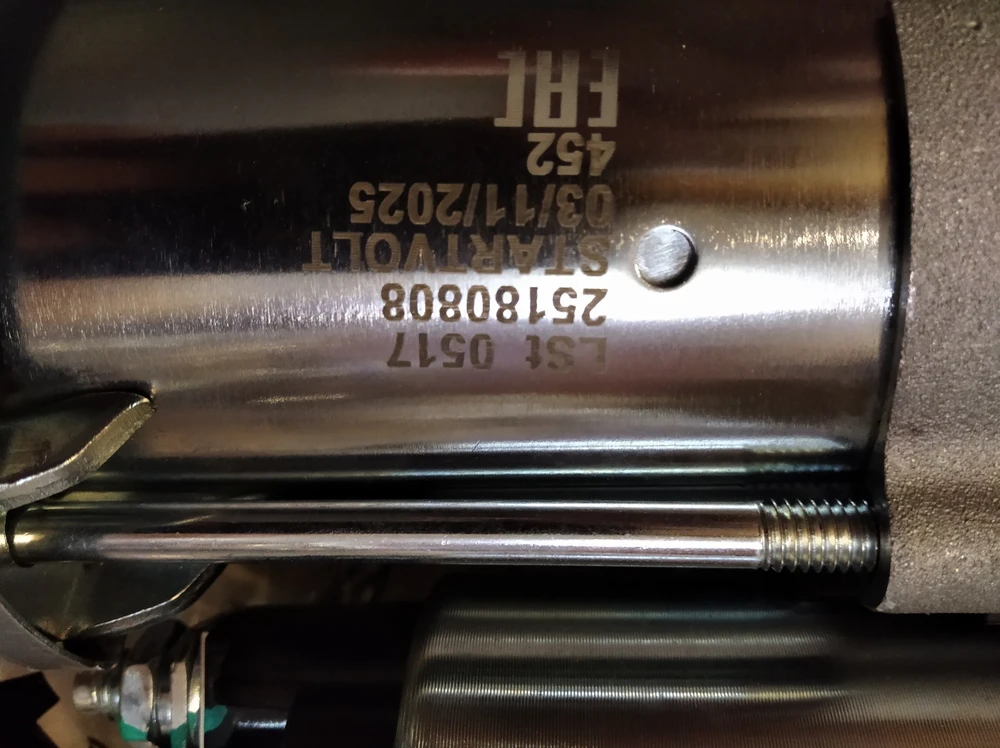 LSt 0517
25180808
STARTVOLT
03/11/2025
452
EAC